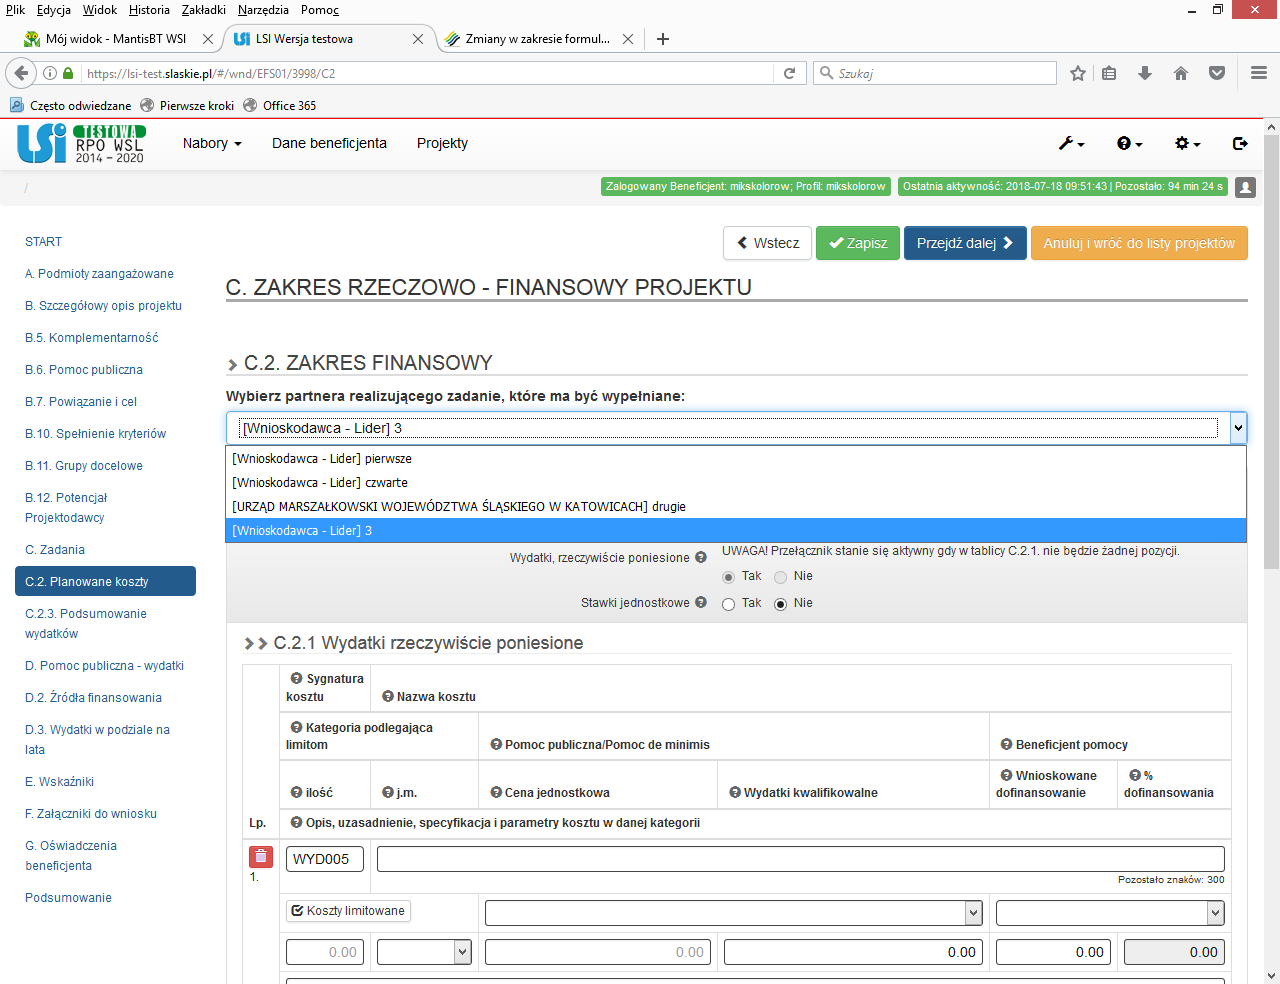 Plik Edycja Widok Historia Zakładki Narzędzia Pomoc
Mój widok - MantisBT WSI
LSI Wersja testowa
Zmiany w zakresie formul...
https://lsi-test.slaskie.pl/#/wnd/EFS01/3998/C2
Szukaj
Często odwiedzane Pierwsze kroki Office 365
LSI TESTOWA
RPO WSL
2014 – 2020
Nabory Dane beneficjenta Projekty
/
Zalogowany Beneficjent: mikskolorow; Profil: mikskolorow
Ostatnia aktywność: 2018-07-18 09:51:43 | Pozostało: 94 min 24 s
START
A. Podmioty zaangażowane
B. Szczegółowy opis projektu
B.5. Komplementarność
B.6. Pomoc publiczna
B.7. Powiązanie i cel
B.10. Spełnienie kryteriów
B.11. Grupy docelowe
B.12. Potencjał
Projektodawcy
C. Zadania
C.2. Planowane koszty
C.2.3. Podsumowanie
wydatków
D. Pomoc publiczna - wydatki
D.2. Źródła finansowania
D.3. Wydatki w podziale na
lata
E. Wskaźniki
F. Załączniki do wniosku
G. Oświadczenia
beneficjenta
Podsumowanie
Wstecz Zapisz Przejdź dalej Anuluj i wróć do listy projektów
C. ZAKRES RZECZOWO - FINANSOWY PROJEKTU
C.2. ZAKRES FINANSOWY
Wybierz partnera realizującego zadanie, które ma być wypełniane:
[Wnioskodawca - Lider] 3
[Wnioskodawca - Lider] pierwsze
[Wnioskodawca - Lider] czwarte
[URZĄD MARSZAŁKOWSKI WOJEWÓDZTWA ŚLĄSKIEGO W KATOWICACH] drugie
[Wnioskodawca - Lider] 3
Wydatki, rzeczywiście poniesione
UWAGA! Przełącznik stanie się aktywny gdy w tablicy C.2.1. nie będzie żadnej pozycji.
Tak Nie
Stawki jednostkowe
Tak Nie
C.2.1 Wydatki rzeczywiście poniesione
Sygnatura
kosztu
Nazwa kosztu
Kategoria podlegająca
limitom
Pomoc publiczna/Pomoc de minimis
Beneficjent pomocy
ilość
j.m.
Cena jednostkowa
Wydatki kwalifikowalne
Wnioskowane
dofinansowanie
%
dofinansowania
Lp.
Opis, uzasadnienie, specyfikacja i parametry kosztu w danej kategorii
1.
WYD005
Pozostało znaków: 300
Koszty limitowane
0.00 0.00 0.00 0.00 0.00